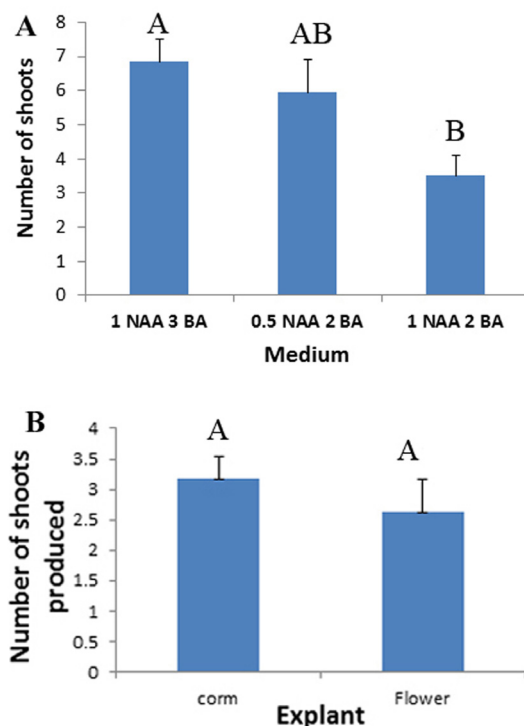 A
8
7
6
5
4
3
2
1
0
Number of shoots
A
AB
B
1 NAA 3 BA
0.5 NAA 2 BA
1 NAA 2 BA
Medium
B
4
3.5
3
2.5
2
1.5
1
0.5
0
Number of shoots
produced
A
A
corm
Flower
Explant